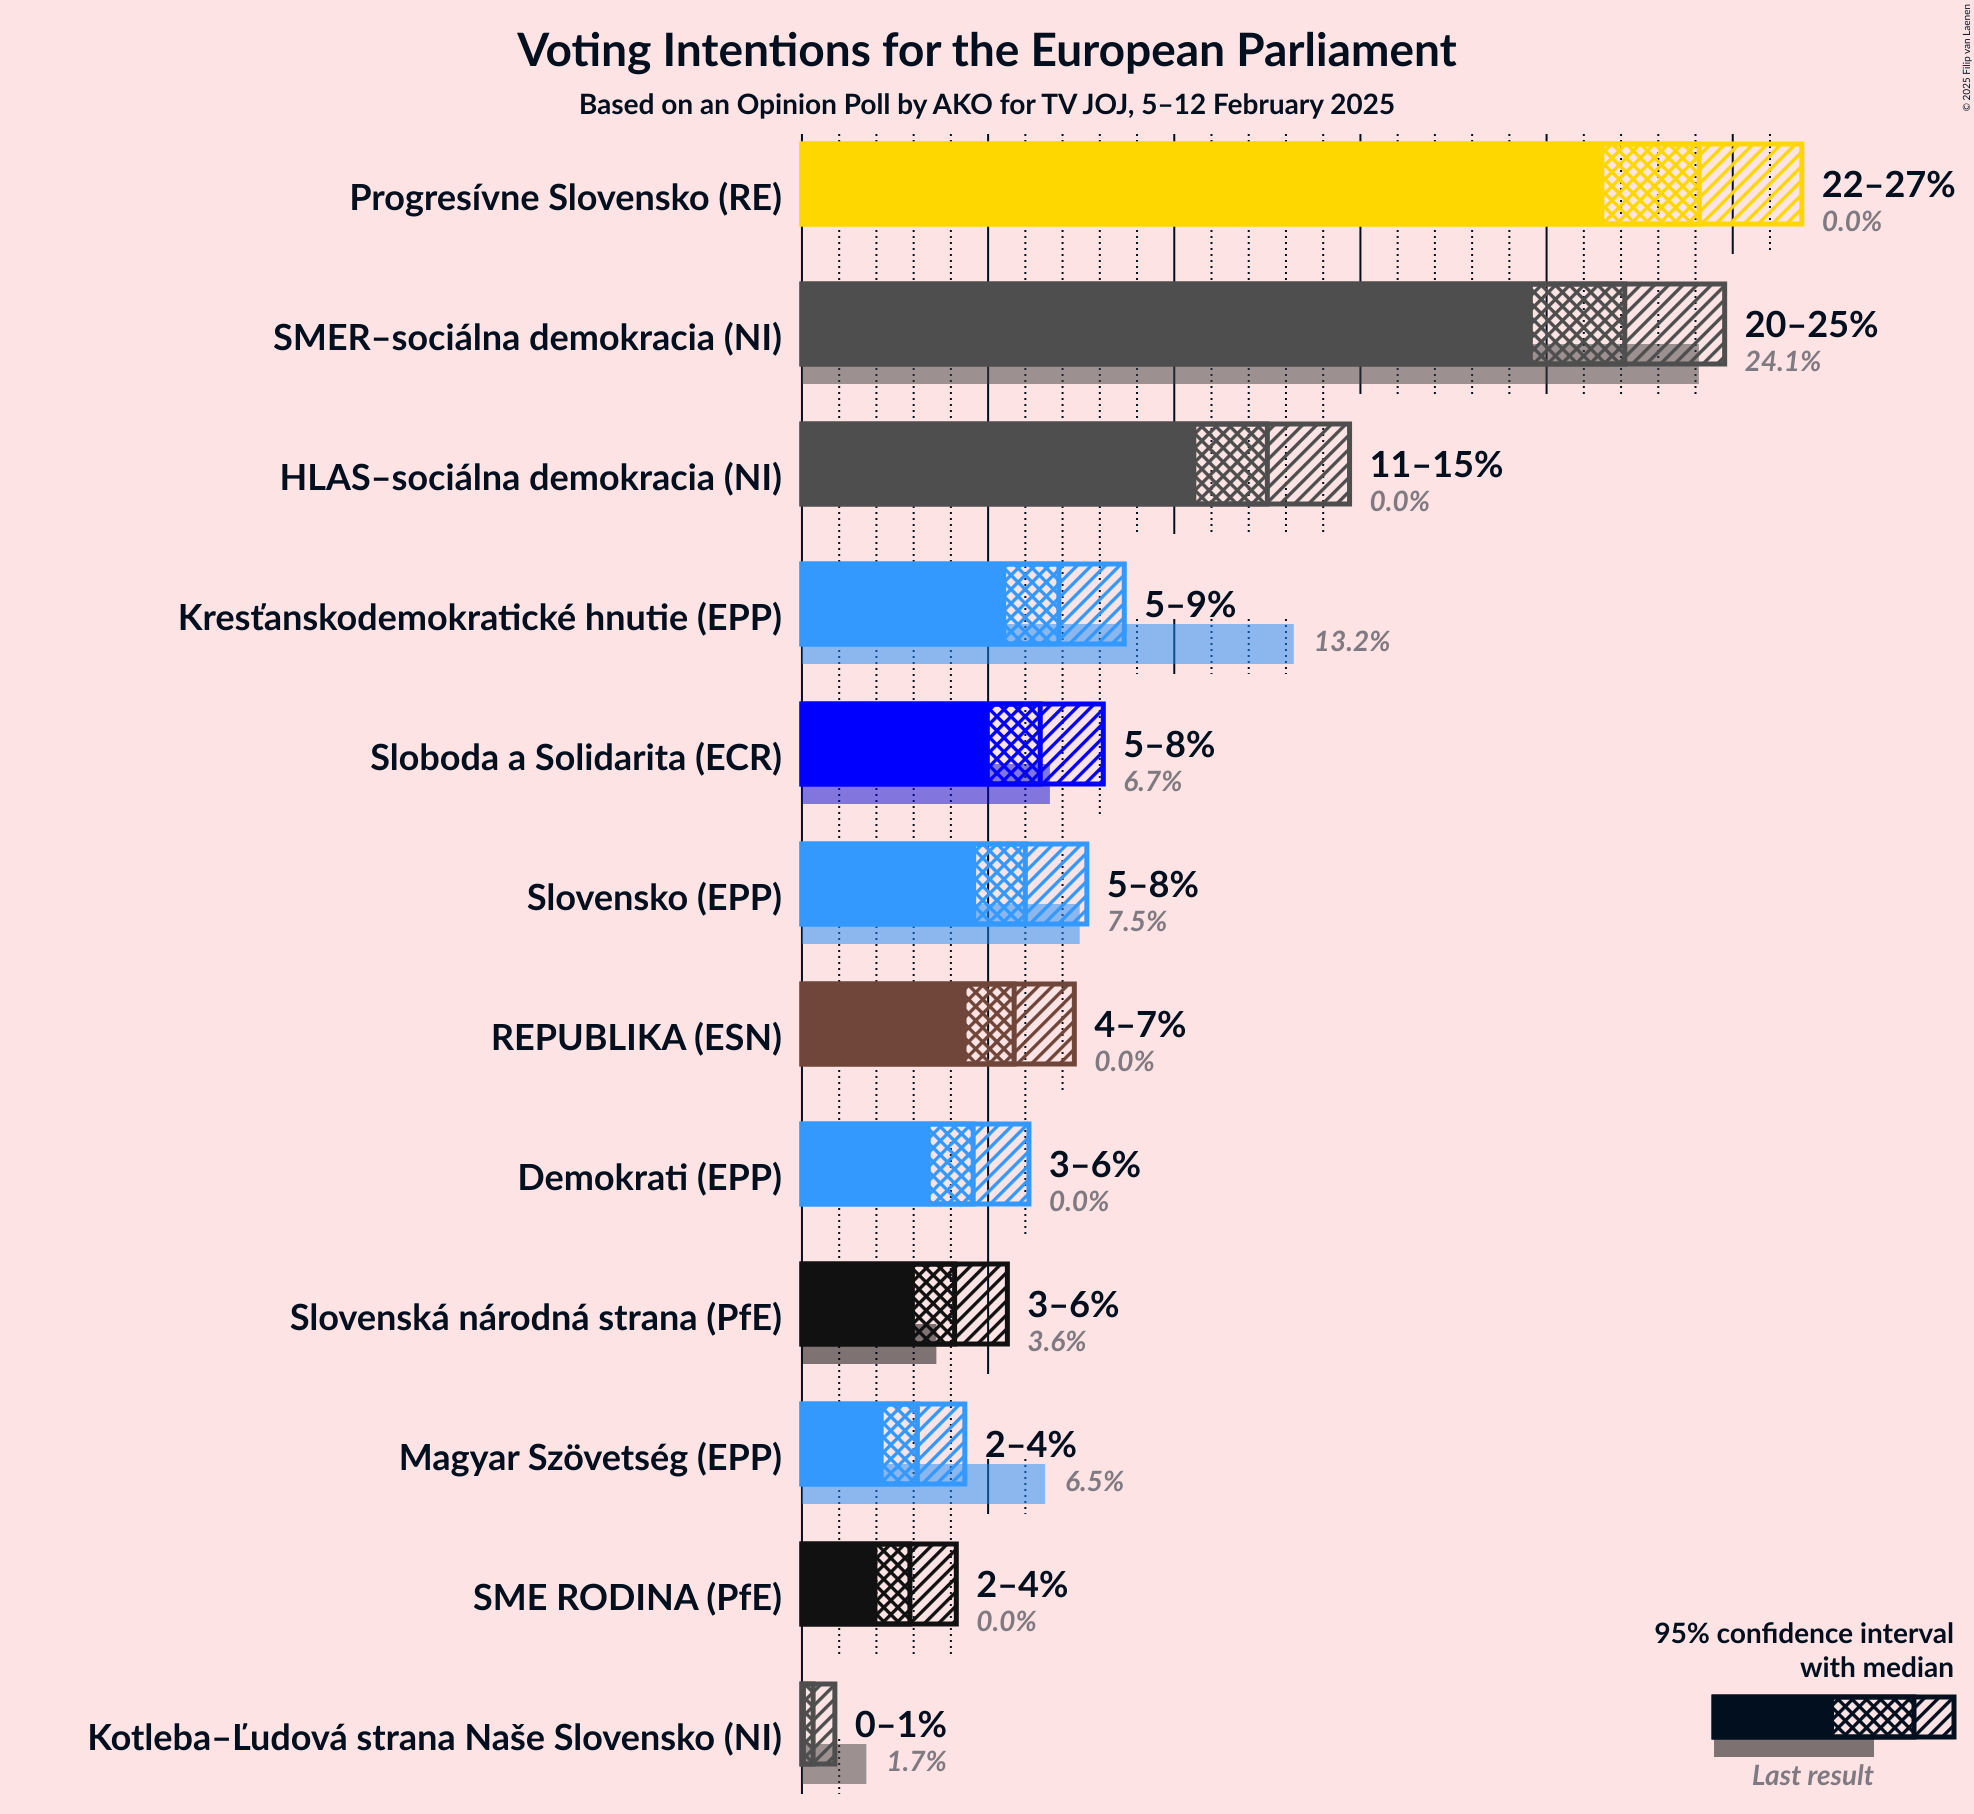 Voting Intentions for the European Parliament
Based on an Opinion Poll by AKO for TV JOJ, 5–12 February 2025
© 2025 Filip van Laenen
Progresívne Slovensko (RE)
22–27%
0.0%
SMER–sociálna demokracia (NI)
20–25%
24.1%
HLAS–sociálna demokracia (NI)
11–15%
0.0%
Kresťanskodemokratické hnutie (EPP)
5–9%
13.2%
Sloboda a Solidarita (ECR)
5–8%
6.7%
Slovensko (EPP)
5–8%
7.5%
REPUBLIKA (ESN)
4–7%
0.0%
Demokrati (EPP)
3–6%
0.0%
Slovenská národná strana (PfE)
3–6%
3.6%
Magyar Szövetség (EPP)
2–4%
6.5%
SME RODINA (PfE)
2–4%
0.0%
Kotleba–Ľudová strana Naše Slovensko (NI)
0–1%
1.7%
95% confidence interval
with median
Last result